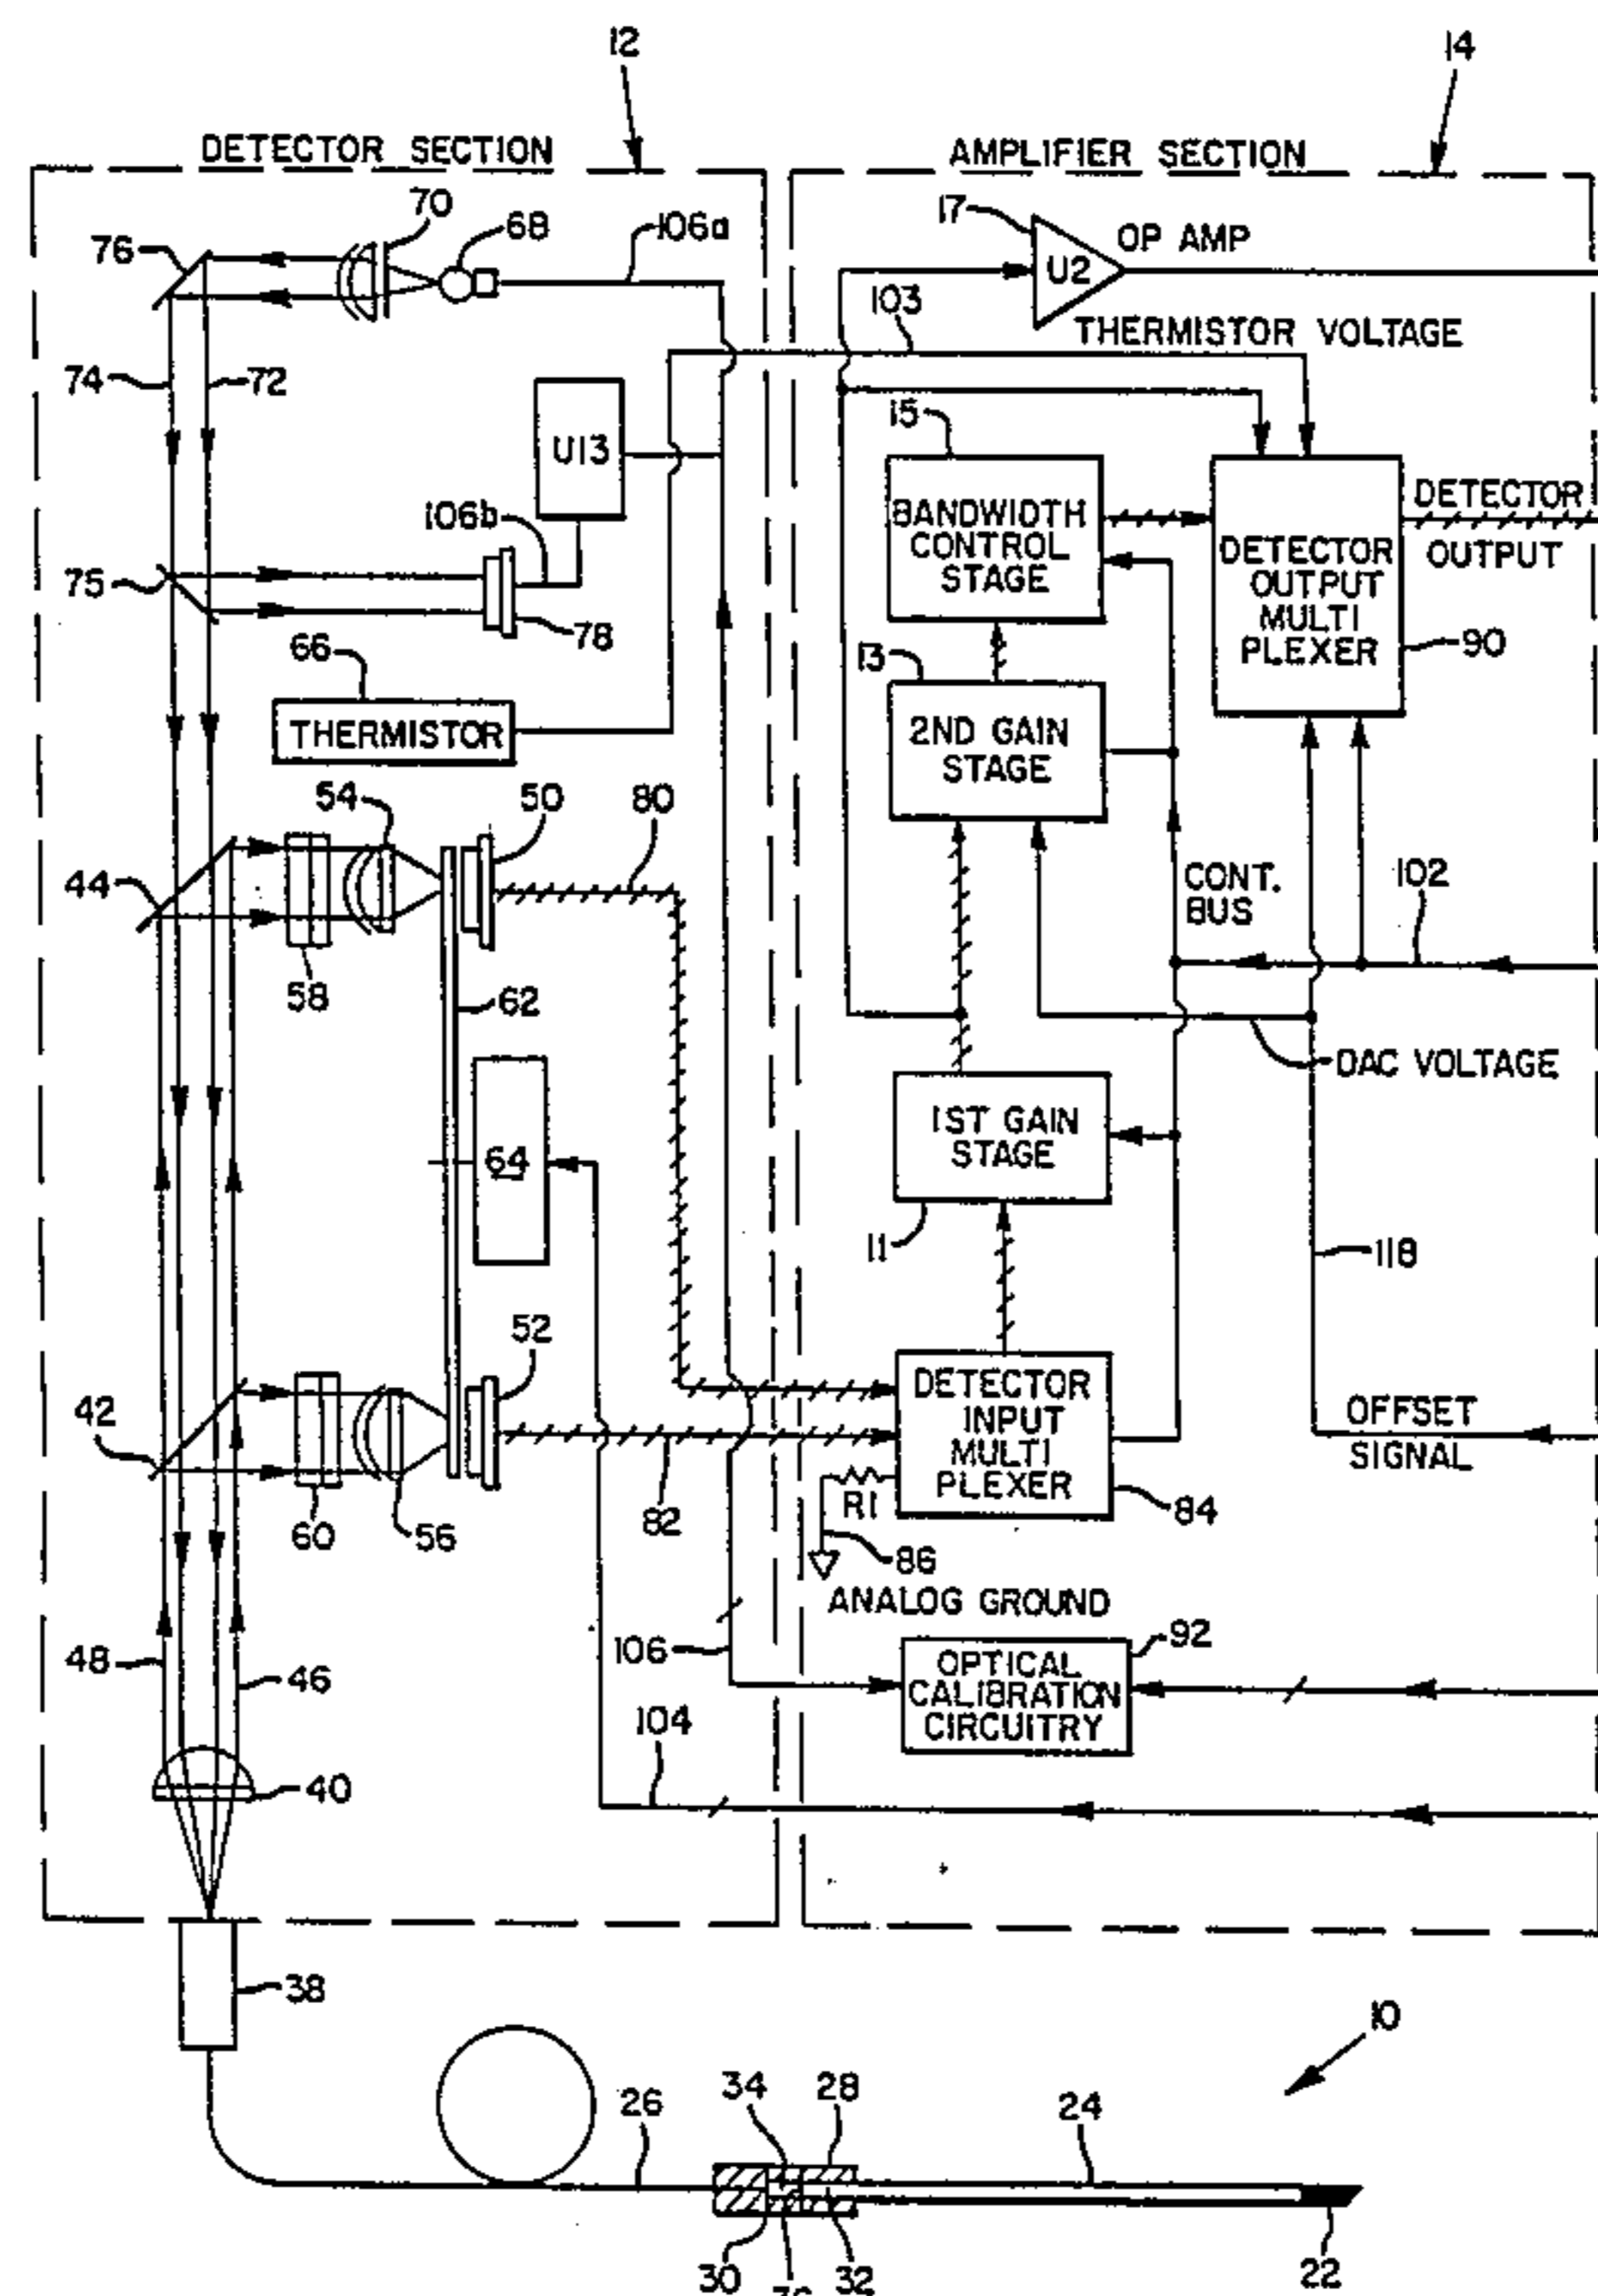 12
14
DETECTOR SECTION
AMPLIFIER SECTION
70
68
106a
76
17
U2
OP AMP
103
THERMISTOR VOLTAGE
74
72
15
U13
106b
BANDWIDTH
CONTROL
STAGE
DETECTOR
OUTPUT
MULTI
PLEXER
DETECTOR
OUTPUT
75
78
90
66
THERMISTOR
13
2ND GAIN
STAGE
54
50
80
44
58
62
CONT.
BUS
102
DAC VOLTAGE
64
1ST GAIN
STAGE
11
118
52
42
60
56
82
DETECTOR
INPUT
MULTI
PLEXER
R1
84
86
OFFSET
SIGNAL
ANALOG GROUND
48
46
106
92
OPTICAL
CALIBRATION
CIRCUITRY
104
40
38
10
26
34
28
24
30
32
22